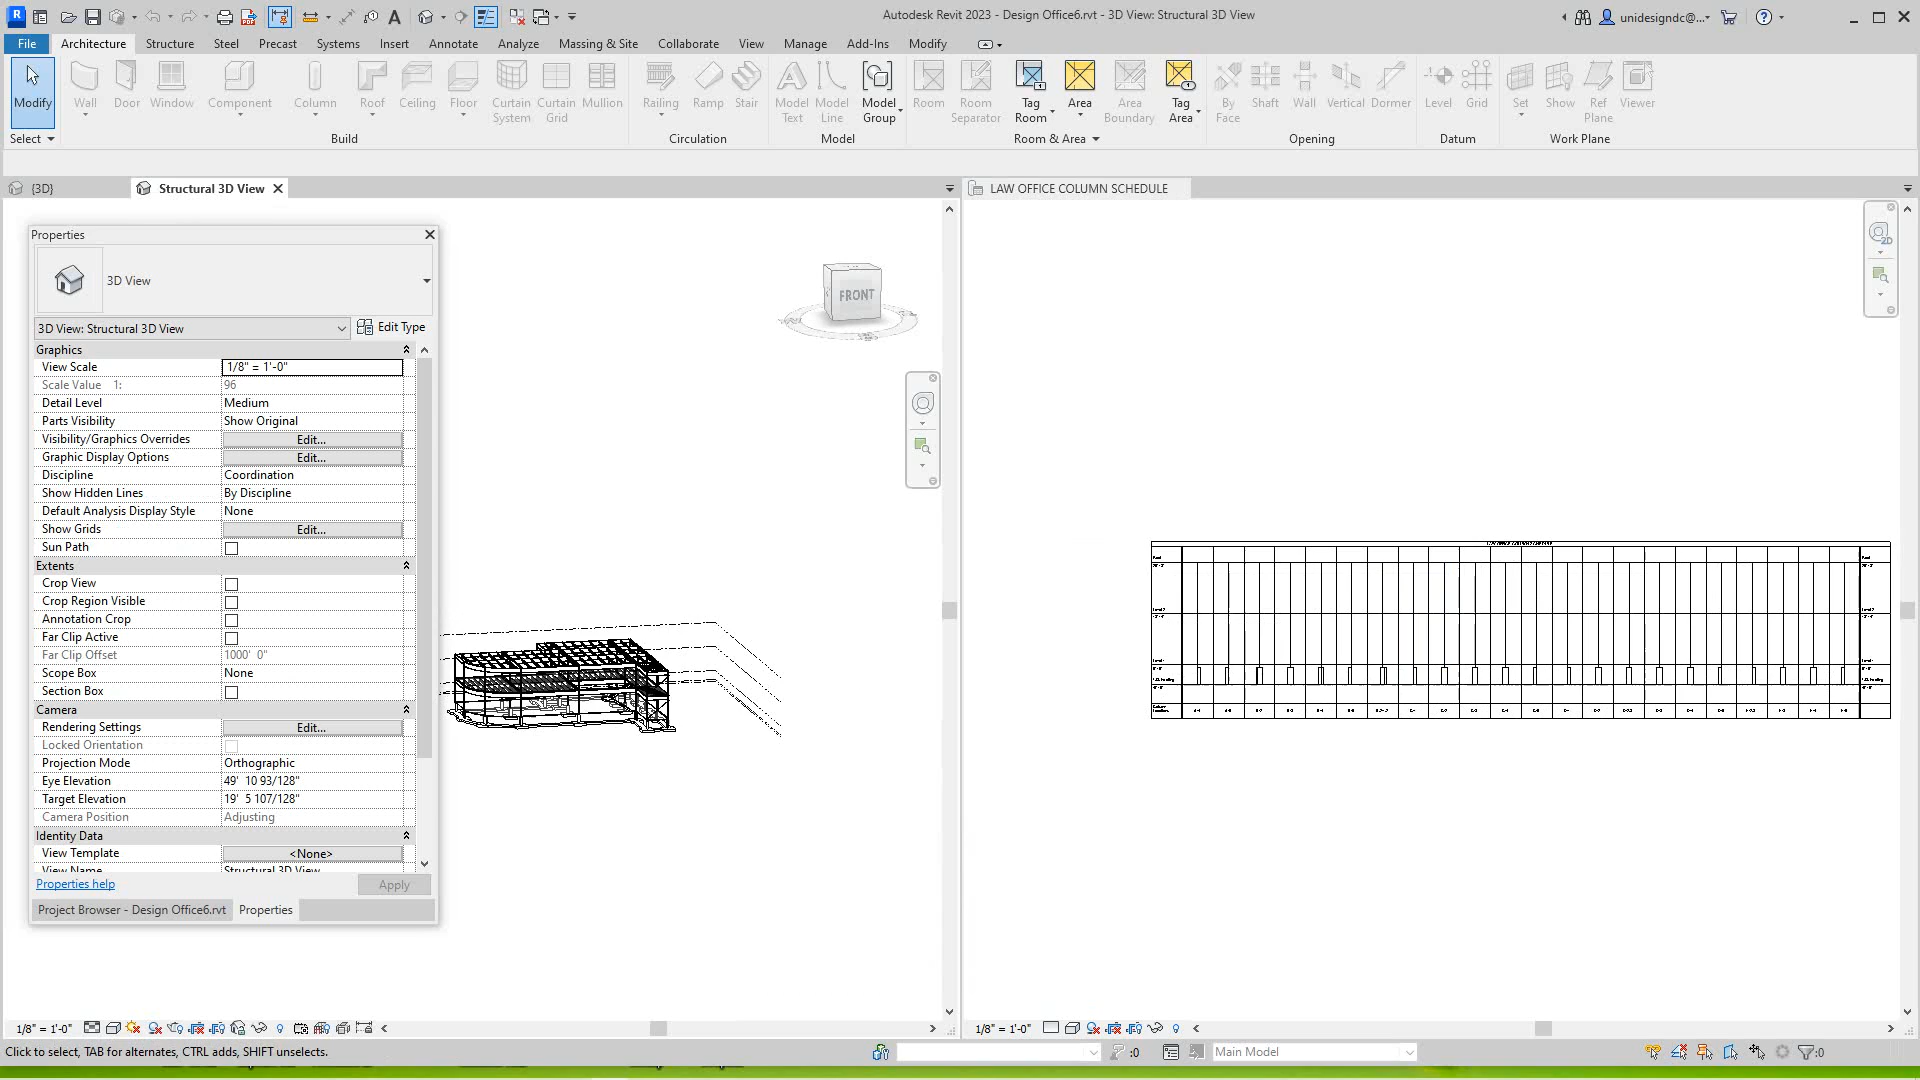 Autodesk Revit 2023 - Design Office6.rvt - 3D View: Structural 3D View
unidesigndc@...
File Architecture Structure Steel Precast Systems Insert Annotate Analyze Massing & Site Collaborate View Manage Add-Ins Modify
Modify Wall Door Window Component Column Roof Ceiling Floor Curtain System Curtain Grid Mullion Railing Ramp Stair Model Text Model Line Model Group Room Room Separator Tag Room Area Area Boundary Tag Area By Face Shaft Wall Vertical Dormer Level Grid Set Show Ref Plane Viewer
Select Build Circulation Model Room & Area Opening Datum Work Plane
{3D} Structural 3D View LAW OFFICE COLUMN SCHEDULE
Properties
3D View
3D View: Structural 3D View Edit Type
Graphics
View Scale 1/8" = 1'-0"
Scale Value 1: 96
Detail Level Medium
Parts Visibility Show Original
Visibility/Graphics Overrides Edit...
Graphic Display Options Edit...
Discipline Coordination
Show Hidden Lines By Discipline
Default Analysis Display Style None
Show Grids Edit...
Sun Path
Extents
Crop View
Crop Region Visible
Annotation Crop
Far Clip Active
Far Clip Offset 1000' 0"
Scope Box None
Section Box
Camera
Rendering Settings Edit...
Locked Orientation
Projection Mode Orthographic
Eye Elevation 49' 10 93/128"
Target Elevation 19' 5 107/128"
Camera Position Adjusting
Identity Data
View Template <None>
View Name Structural 3D View
Properties help Apply
Project Browser - Design Office6.rvt Properties
FRONT
2D
1/8" = 1'-0"
1/8" = 1'-0"
Click to select, TAB for alternates, CTRL adds, SHIFT unselects.
:0 Main Model :0